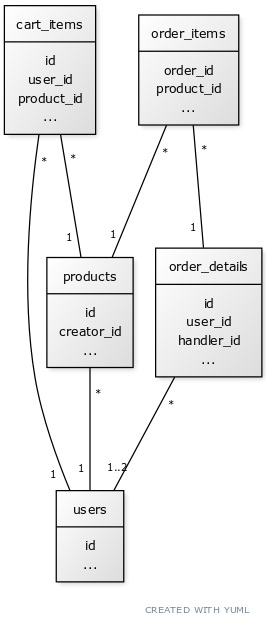 cart_items
id
user_id
product_id
...
order_items
order_id
product_id
...
*
*
*
*
1
1
1
products
id
creator_id
...
order_details
id
user_id
handler_id
...
*
*
1
1
1..2
users
id
...
CREATED WITH YUML